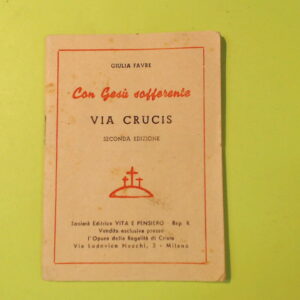 GIULIA FAVRE
Con Gesù sofferente
VIA CRUCIS
SECONDA EDIZIONE
Società Editrice VITA E PENSIERO - Rep. R
Vendita esclusiva presso
l'Opera della Regalità di Cristo
Via Lodovico Necchi, 2 - Milano